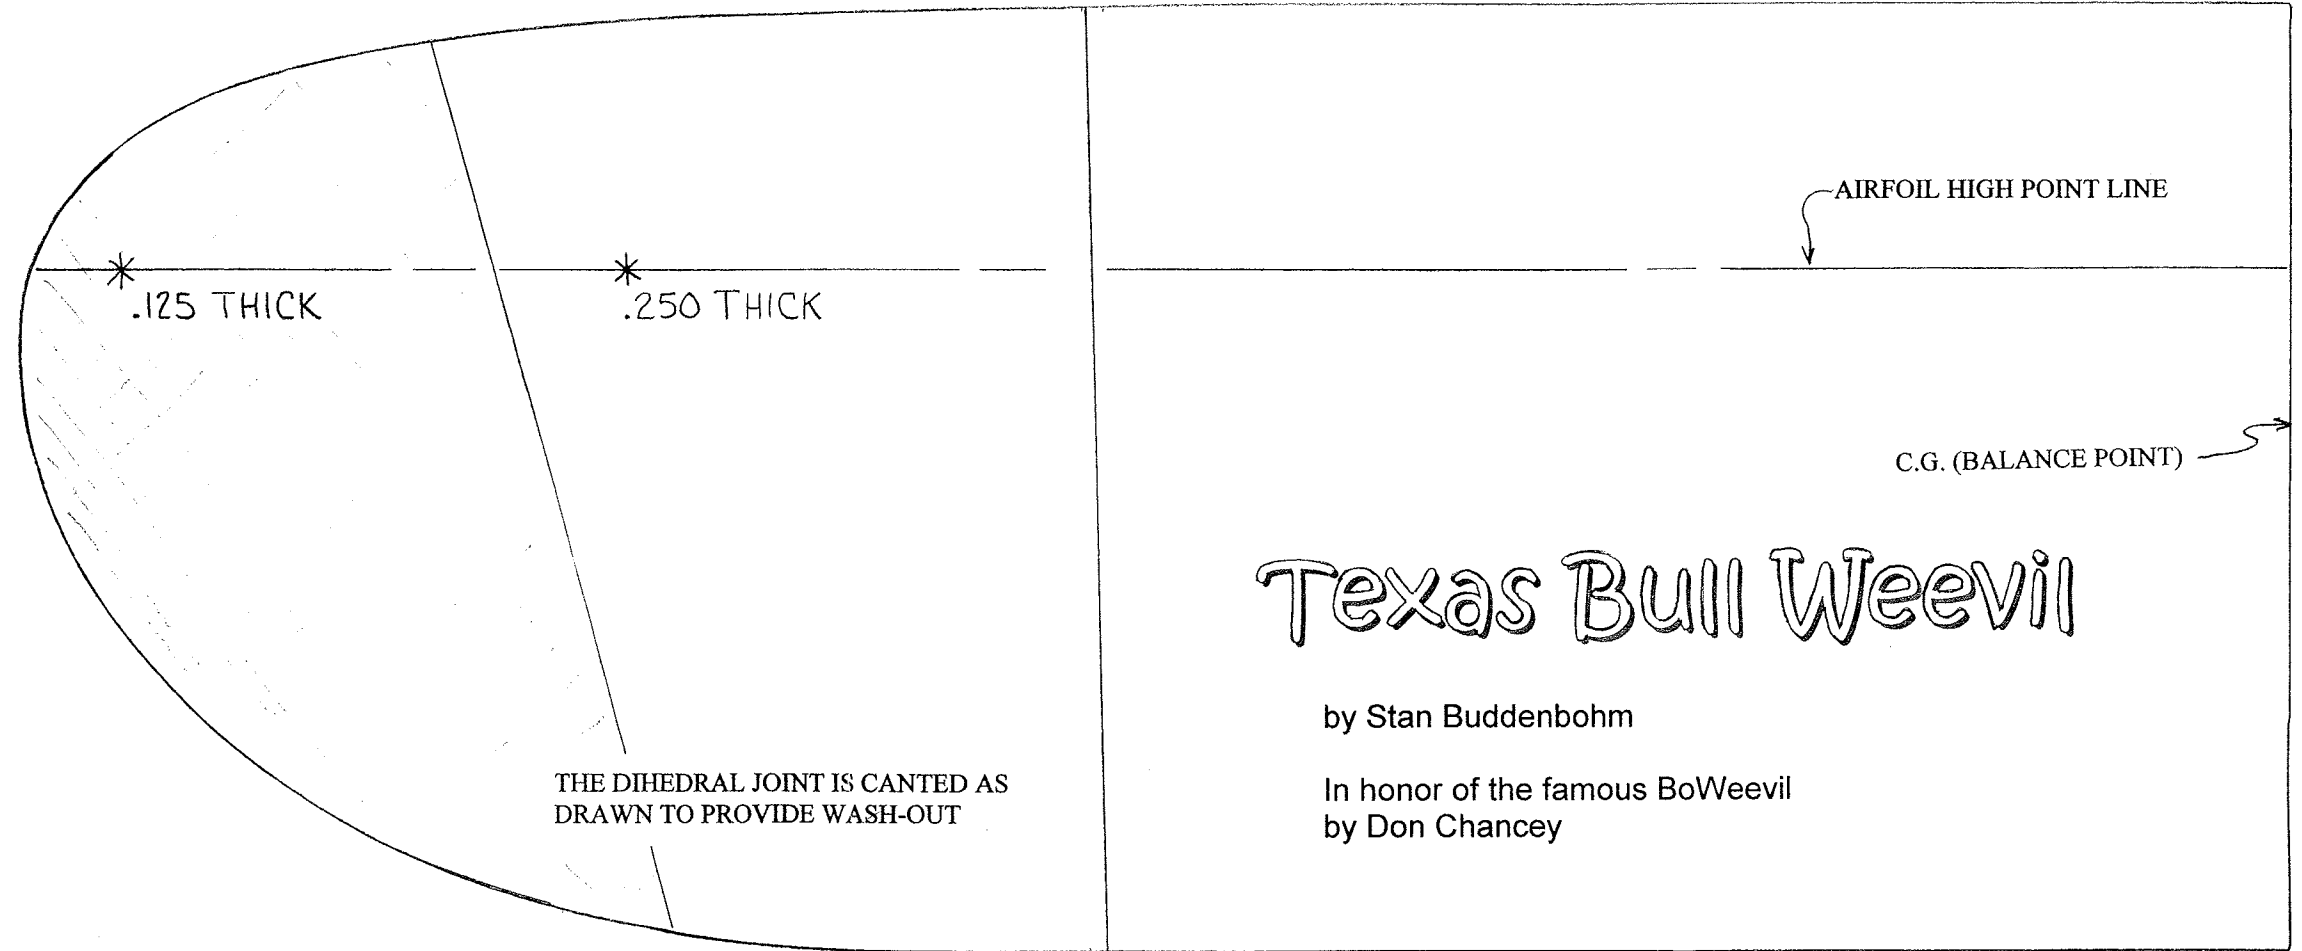 AIRFOIL HIGH POINT LINE
.125 THICK
.250 THICK
C.G. (BALANCE POINT)
Texas Bull Weevil
by Stan Buddenbohm
THE DIHEDRAL JOINT IS CANTED AS
DRAWN TO PROVIDE WASH-OUT
In honor of the famous BoWeevil
by Don Chancey